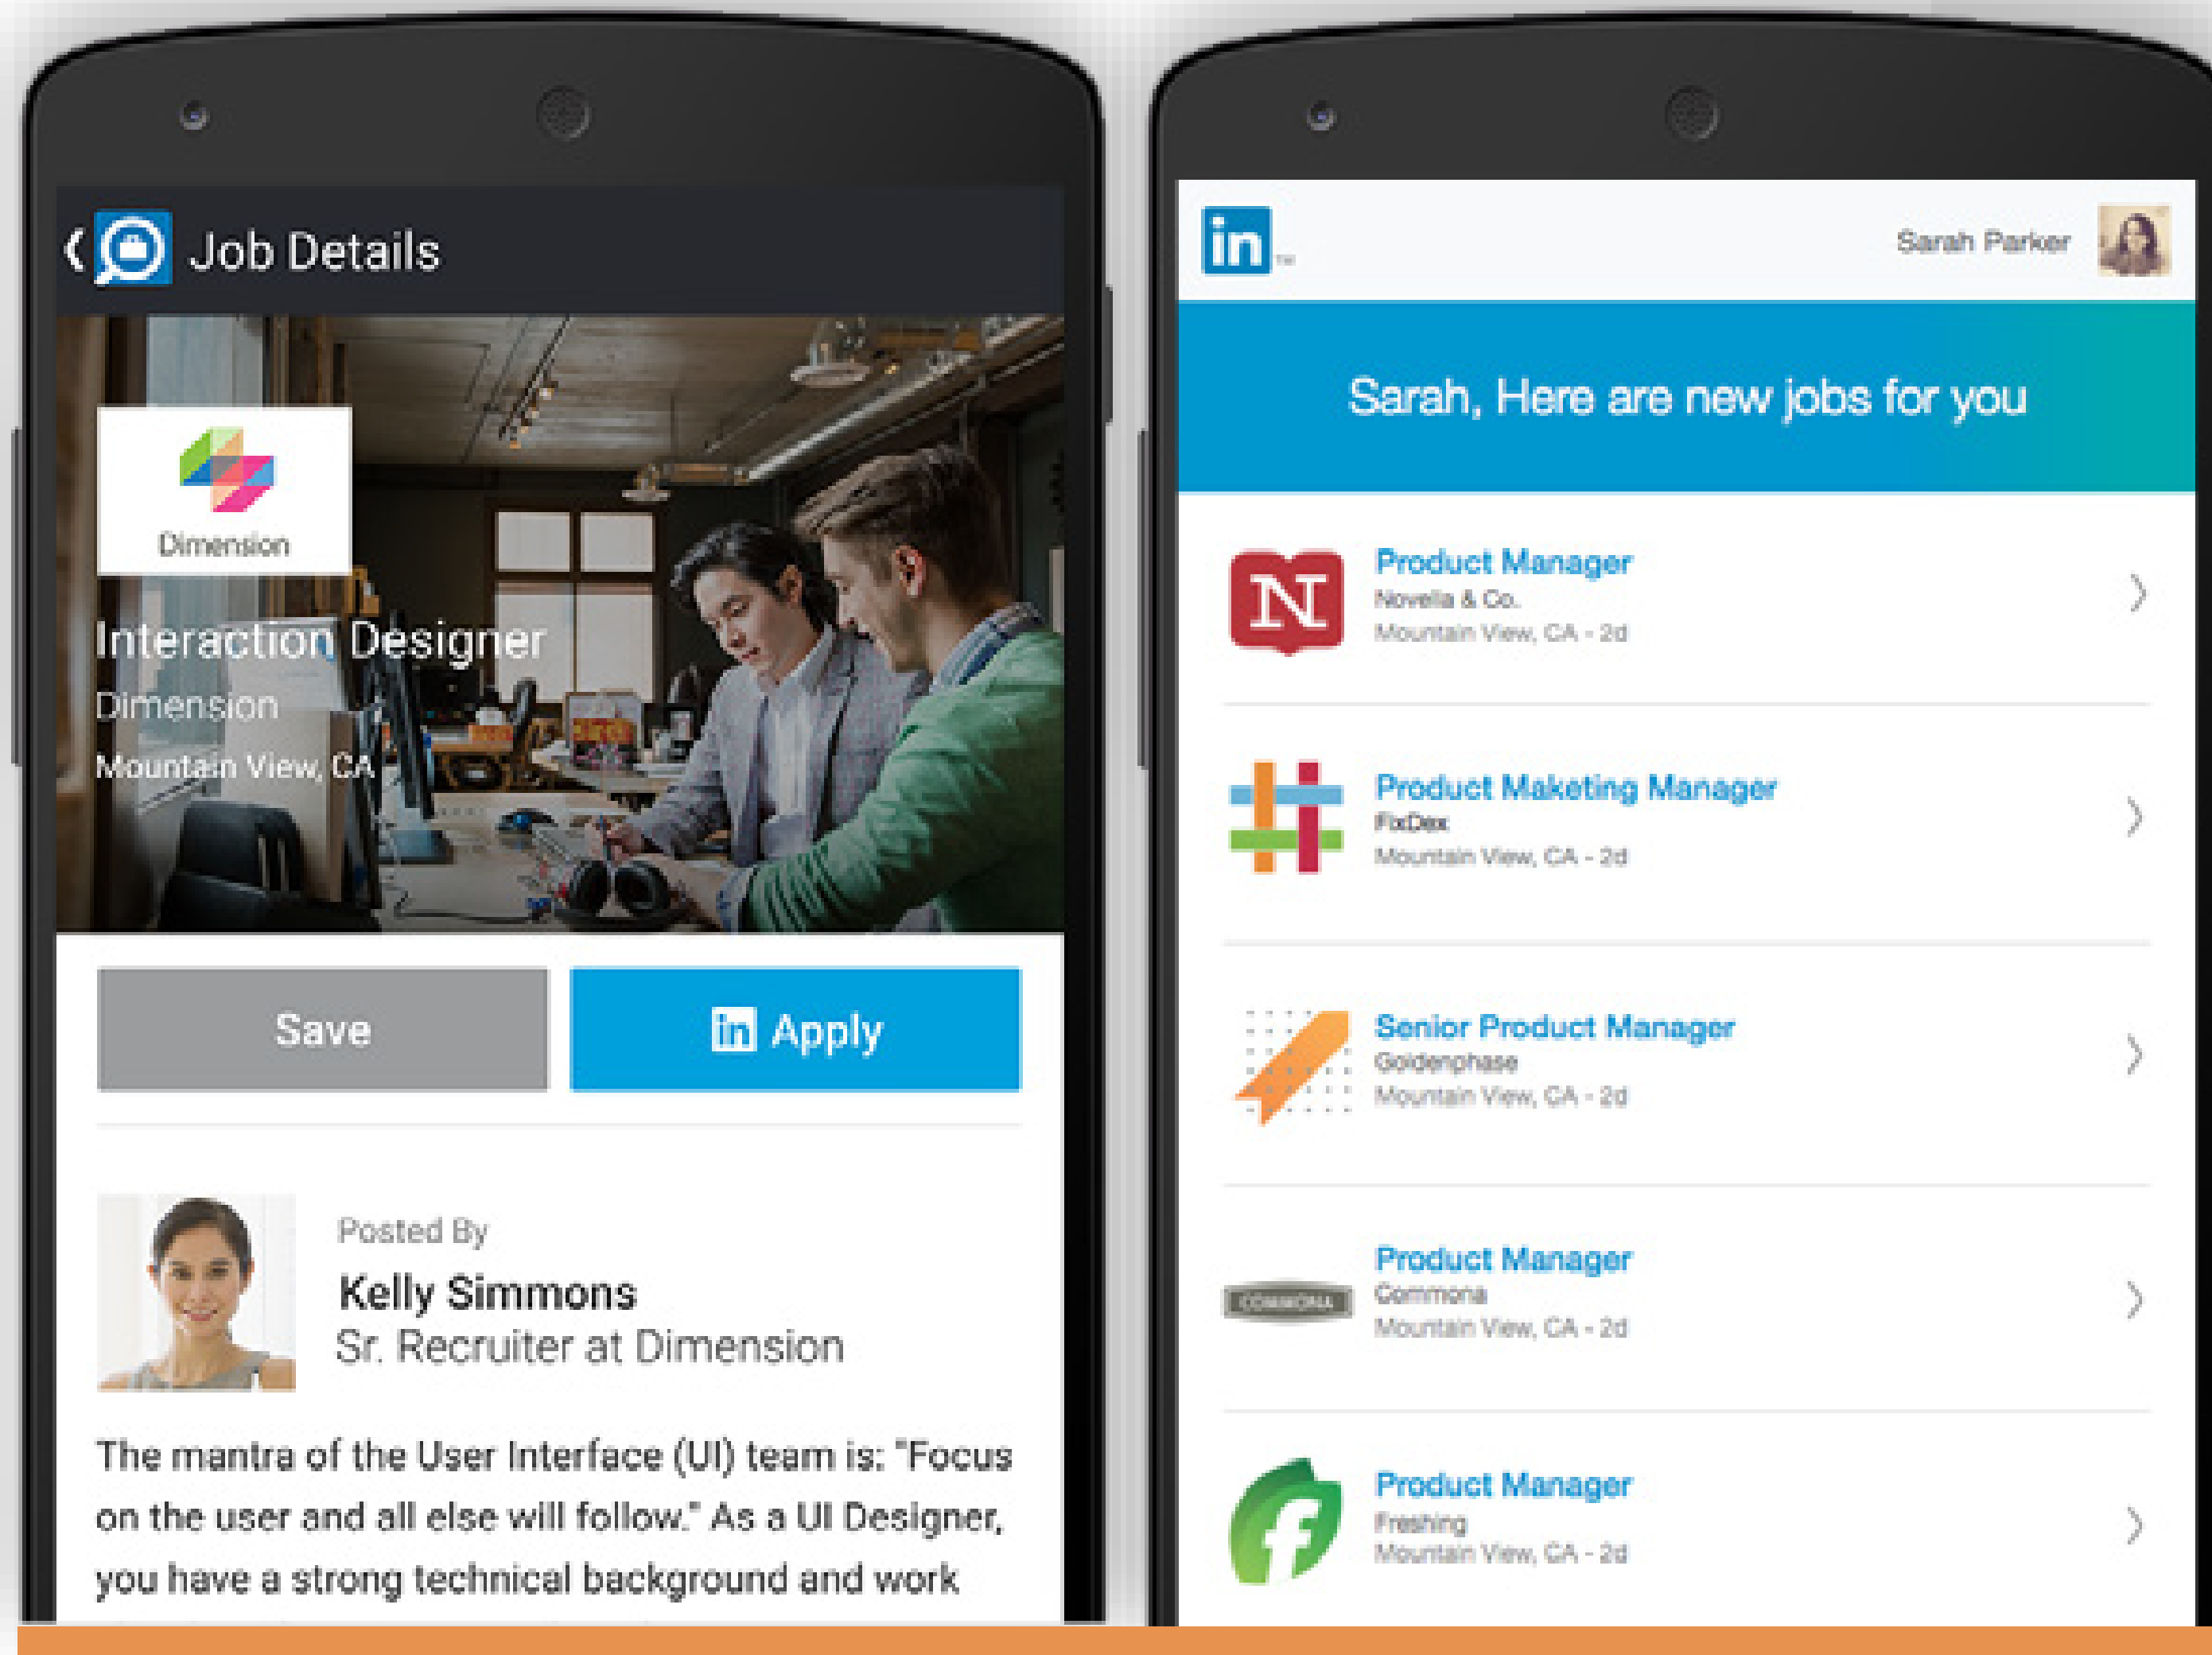 Job Details
Dimension
Interaction Designer
Dimension
Mountain View, CA
Save
in Apply
Posted By
Kelly Simmons
Sr. Recruiter at Dimension
The mantra of the User Interface (UI) team is: "Focus
on the user and all else will follow." As a UI Designer,
you have a strong technical background and work
in TM
Sarah Parker
Sarah, Here are new jobs for you
N
Product Manager
Novella & Co.
Mountain View, CA - 2d
Product Maketing Manager
FixDex
Mountain View, CA - 2d
Senior Product Manager
Goldenphase
Mountain View, CA - 2d
COMMONA
Product Manager
Commona
Mountain View, CA - 2d
f
Product Manager
Freshing
Mountain View, CA - 2d